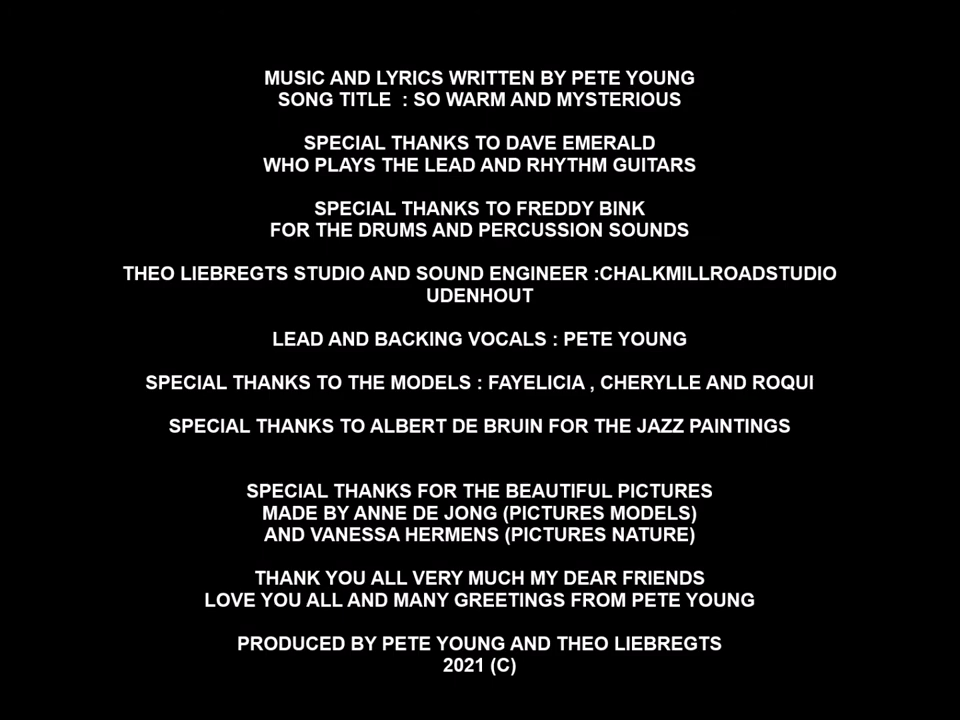 MUSIC AND LYRICS WRITTEN BY PETE YOUNG
SONG TITLE  : SO WARM AND MYSTERIOUS
SPECIAL THANKS TO DAVE EMERALD
WHO PLAYS THE LEAD AND RHYTHM GUITARS
SPECIAL THANKS TO FREDDY BINK
FOR THE DRUMS AND PERCUSSION SOUNDS
THEO LIEBREGTS STUDIO AND SOUND ENGINEER :CHALKMILLROADSTUDIO
UDENHOUT
LEAD AND BACKING VOCALS : PETE YOUNG
SPECIAL THANKS TO THE MODELS : FAYELICIA , CHERYLLE AND ROQUI
SPECIAL THANKS TO ALBERT DE BRUIN FOR THE JAZZ PAINTINGS
SPECIAL THANKS FOR THE BEAUTIFUL PICTURES
MADE BY ANNE DE JONG (PICTURES MODELS)
AND VANESSA HERMENS (PICTURES NATURE)
THANK YOU ALL VERY MUCH MY DEAR FRIENDS
LOVE YOU ALL AND MANY GREETINGS FROM PETE YOUNG
PRODUCED BY PETE YOUNG AND THEO LIEBREGTS
2021 (C)